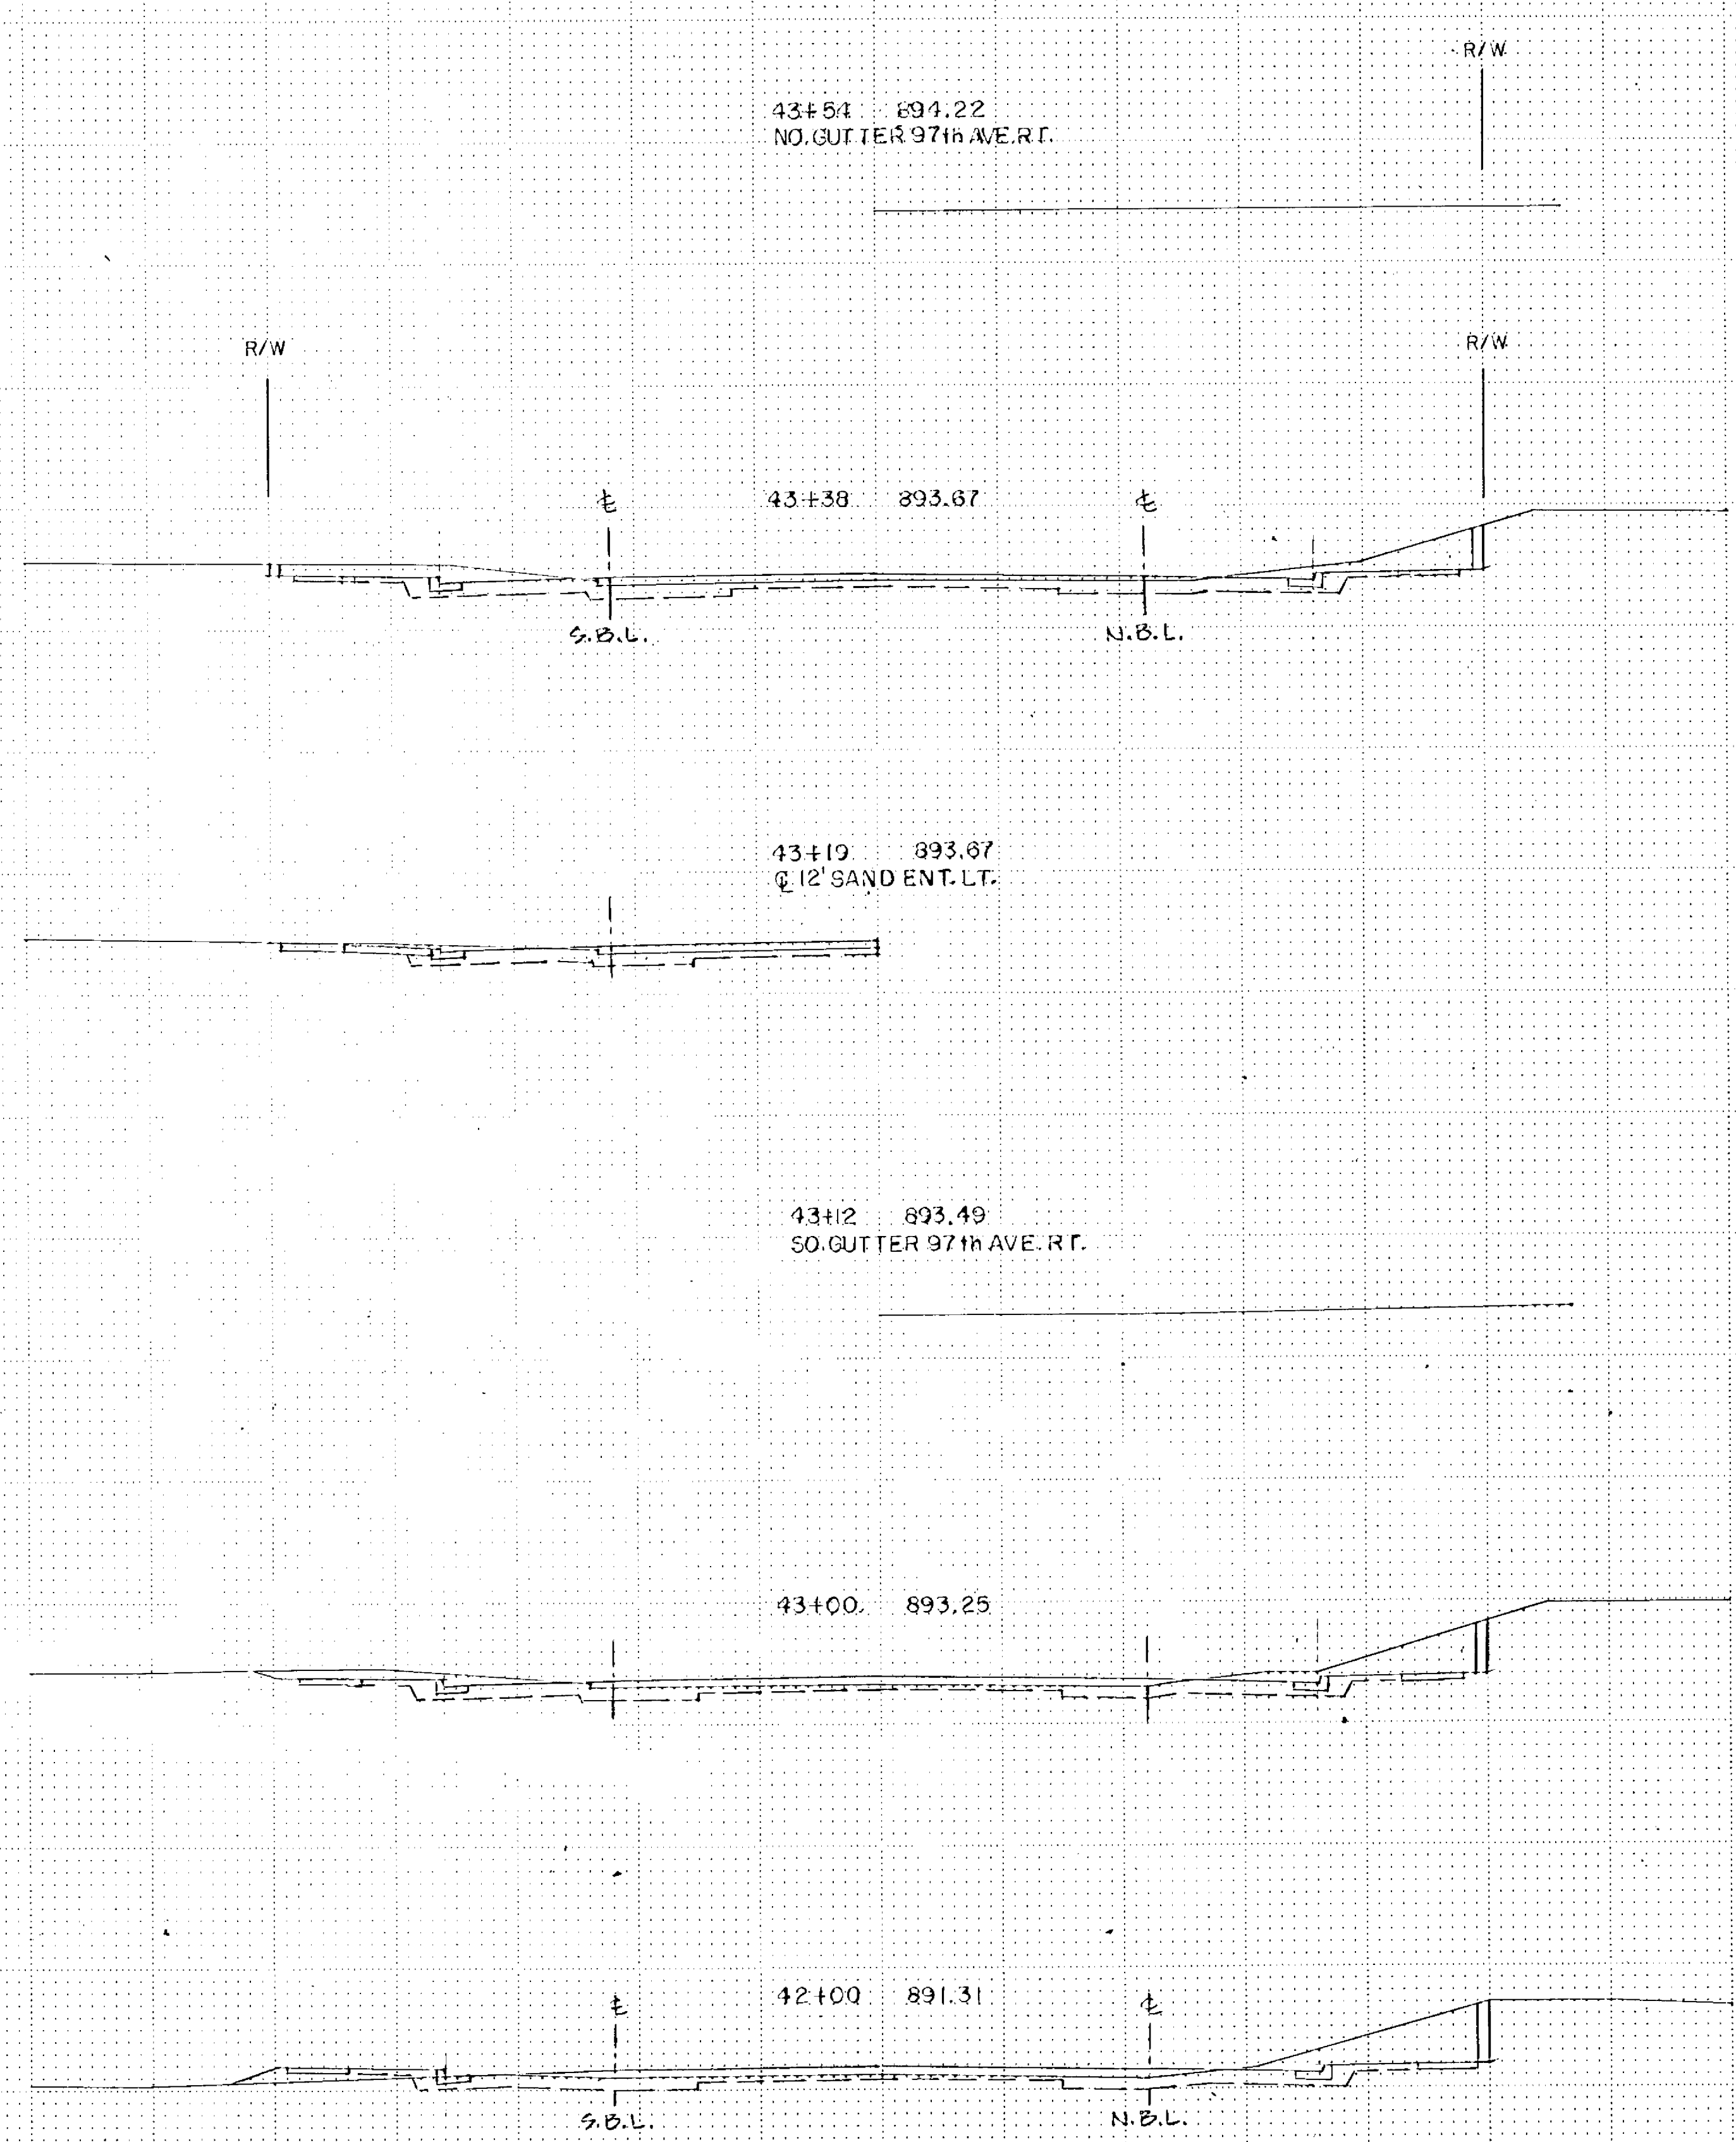 R/W
43+54 894.22
NO. GUTTER 97th AVE. RT.
R/W
R/W
℄ 43+38 893.67 ℄
S.B.L. N.B.L.
43+19 893.67
℄ 12' SAND ENT. LT.
43+12 893.49
SO. GUTTER 97th AVE. RT.
43+00 893.25
℄ 42+00 891.31 ℄
S.B.L. N.B.L.